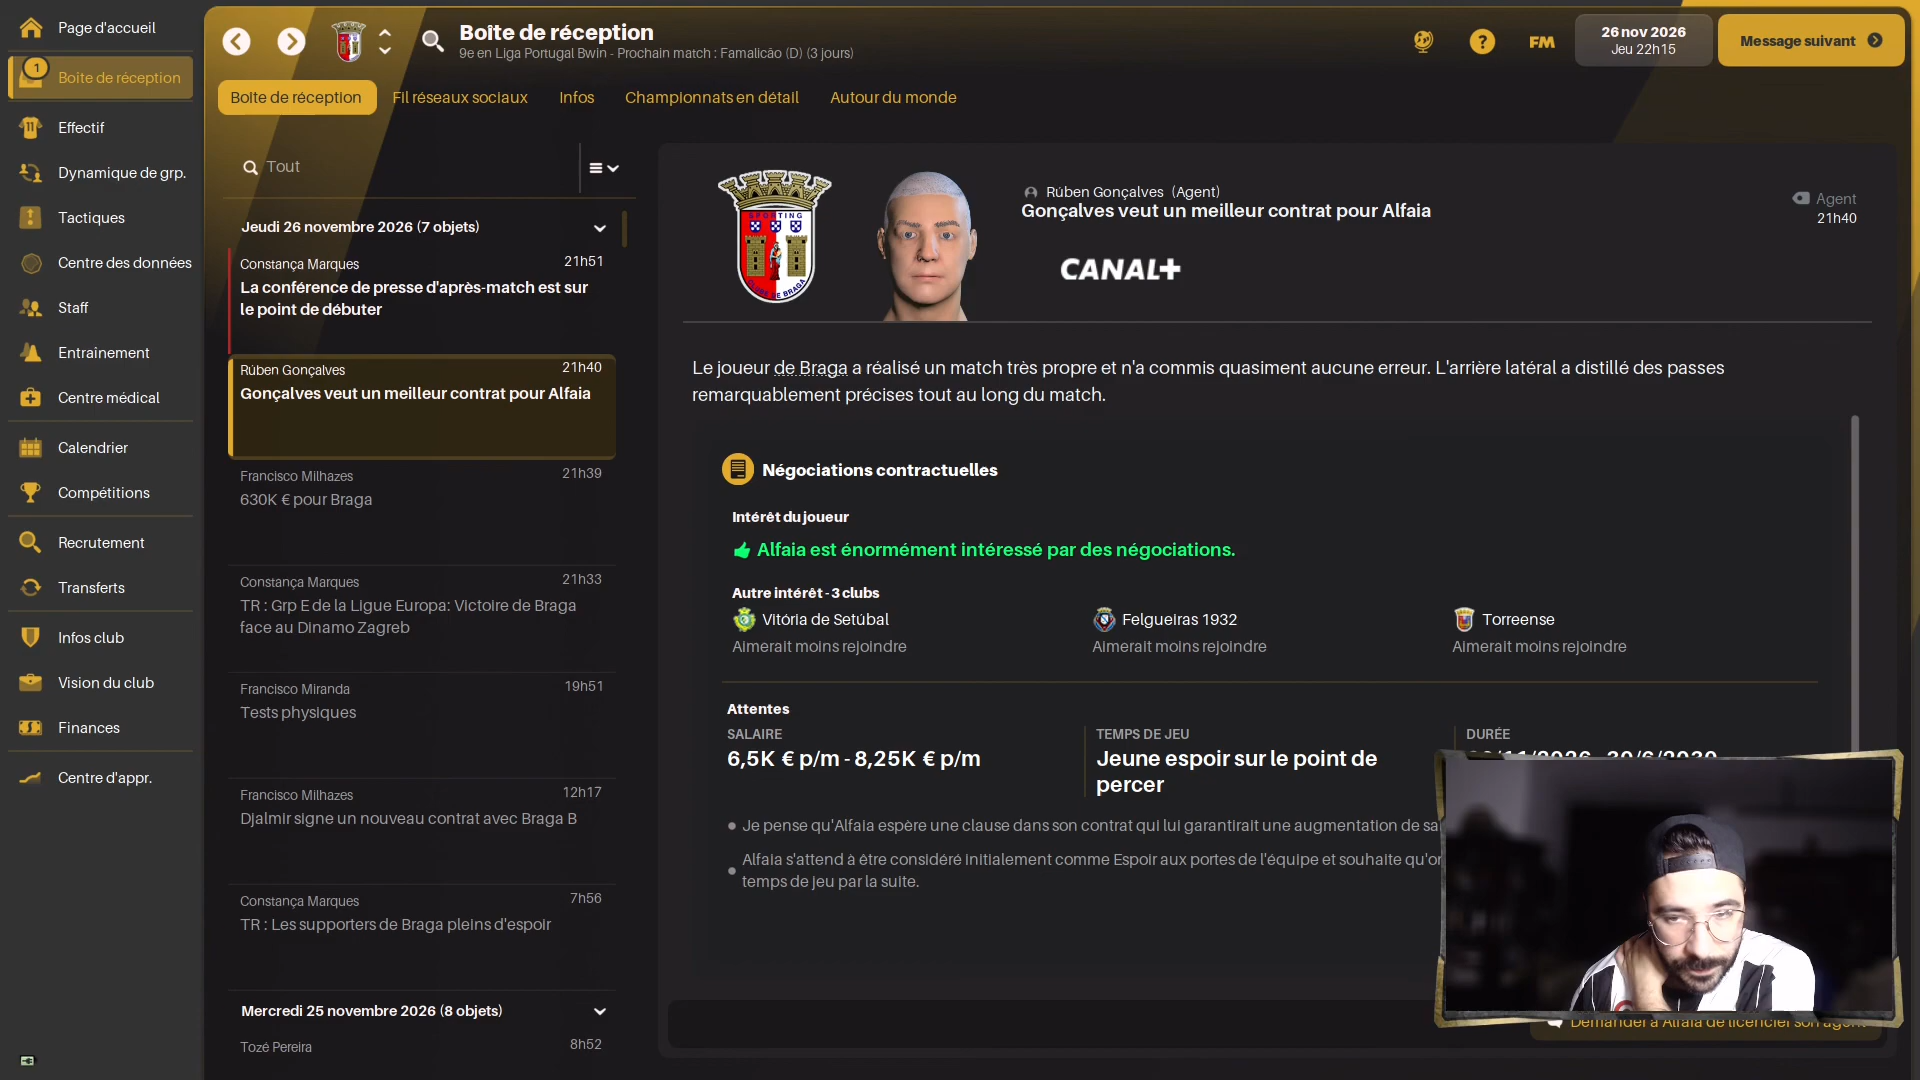 Page d'accueil
1
Boîte de réception
Effectif
Dynamique de grp.
Tactiques
Centre des données
Staff
Entrainement
Centre médical
Calendrier
Compétitions
Recrutement
Transferts
Infos club
Vision du club
Finances
Centre d'appr.
Boîte de réception
9e en Liga Portugal Bwin - Prochain match : Famalicão (D) (3 jours)
FM
26 nov 2026
Jeu 22h15
Message suivant
Boîte de réception
Fil réseaux sociaux
Infos
Championnats en détail
Autour du monde
Tout
Jeudi 26 novembre 2026 (7 objets)
Constança Marques
21h51
La conférence de presse d'après-match est sur
le point de débuter
Rúben Gonçalves
21h40
Gonçalves veut un meilleur contrat pour Alfaia
Francisco Milhazes
21h39
630K € pour Braga
Constança Marques
21h33
TR : Grp E de la Ligue Europa: Victoire de Braga
face au Dinamo Zagreb
Francisco Miranda
19h51
Tests physiques
Francisco Milhazes
12h17
Djalmir signe un nouveau contrat avec Braga B
Constança Marques
7h56
TR : Les supporters de Braga pleins d'espoir
Mercredi 25 novembre 2026 (8 objets)
Tozé Pereira
8h52
SPORTING
CLUBE DE BRAGA
Rúben Gonçalves (Agent)
Gonçalves veut un meilleur contrat pour Alfaia
CANAL+
Agent
21h40
Le joueur de Braga a réalisé un match très propre et n'a commis quasiment aucune erreur. L'arrière latéral a distillé des passes
remarquablement précises tout au long du match.
Négociations contractuelles
Intérêt du joueur
Alfaia est énormément intéressé par des négociations.
Autre intérêt - 3 clubs
Vitória de Setúbal
Aimerait moins rejoindre
Felgueiras 1932
Aimerait moins rejoindre
Torreense
Aimerait moins rejoindre
Attentes
SALAIRE
6,5K € p/m - 8,25K € p/m
TEMPS DE JEU
Jeune espoir sur le point de
percer
DURÉE
Je pense qu'Alfaia espère une clause dans son contrat qui lui garantirait une augmentation de sa
Alfaia s'attend à être considéré initialement comme Espoir aux portes de l'équipe et souhaite qu'on
temps de jeu par la suite.
Demander à Alfaia de licencier son agent